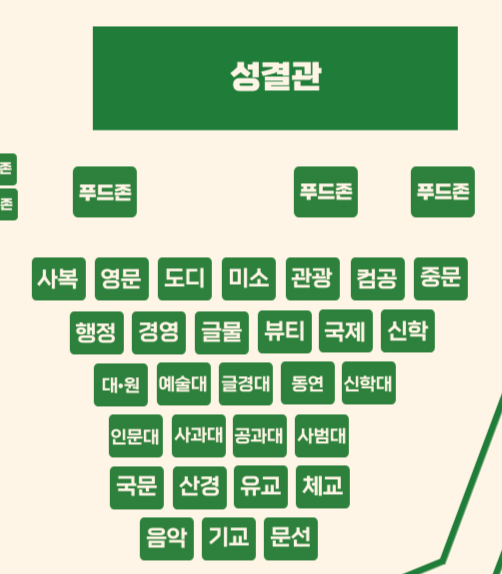 성결관
존
푸드존 푸드존 푸드존
존
사복 영문 도디 미소 관광 컴공 중문
행정 경영 글물 뷰티 국제 신학
대•원 예술대 글경대 동연 신학대
인문대 사과대 공과대 사범대
국문 산경 유교 체교
음악 기교 문선